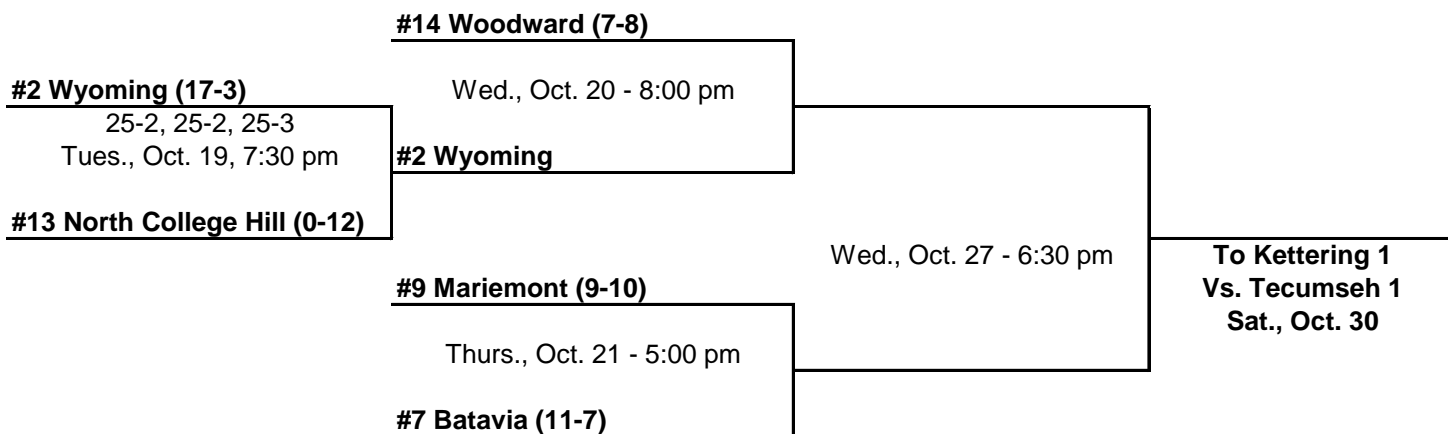 #14 Woodward (7-8)
#2 Wyoming (17-3)
Wed., Oct. 20 - 8:00 pm
25-2, 25-2, 25-3
Tues., Oct. 19, 7:30 pm
#2 Wyoming
#13 North College Hill (0-12)
Wed., Oct. 27 - 6:30 pm
To Kettering 1
Vs. Tecumseh 1
Sat., Oct. 30
#9 Mariemont (9-10)
Thurs., Oct. 21 - 5:00 pm
#7 Batavia (11-7)